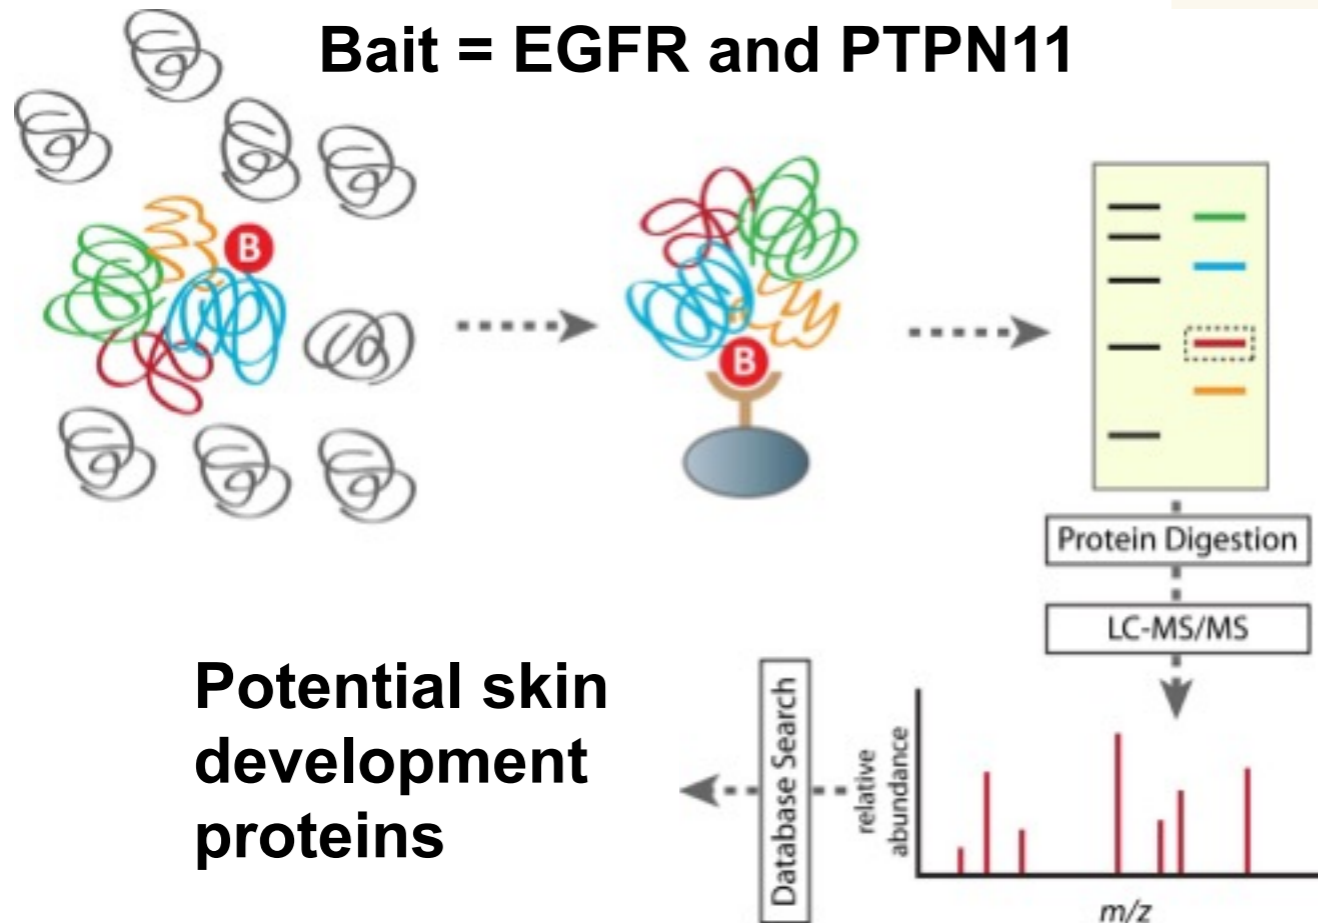 Bait = EGFR and PTPN11
B
B
Protein Digestion
LC-MS/MS
Potential skin
development
proteins
Database Search
relative
abundance
m/z